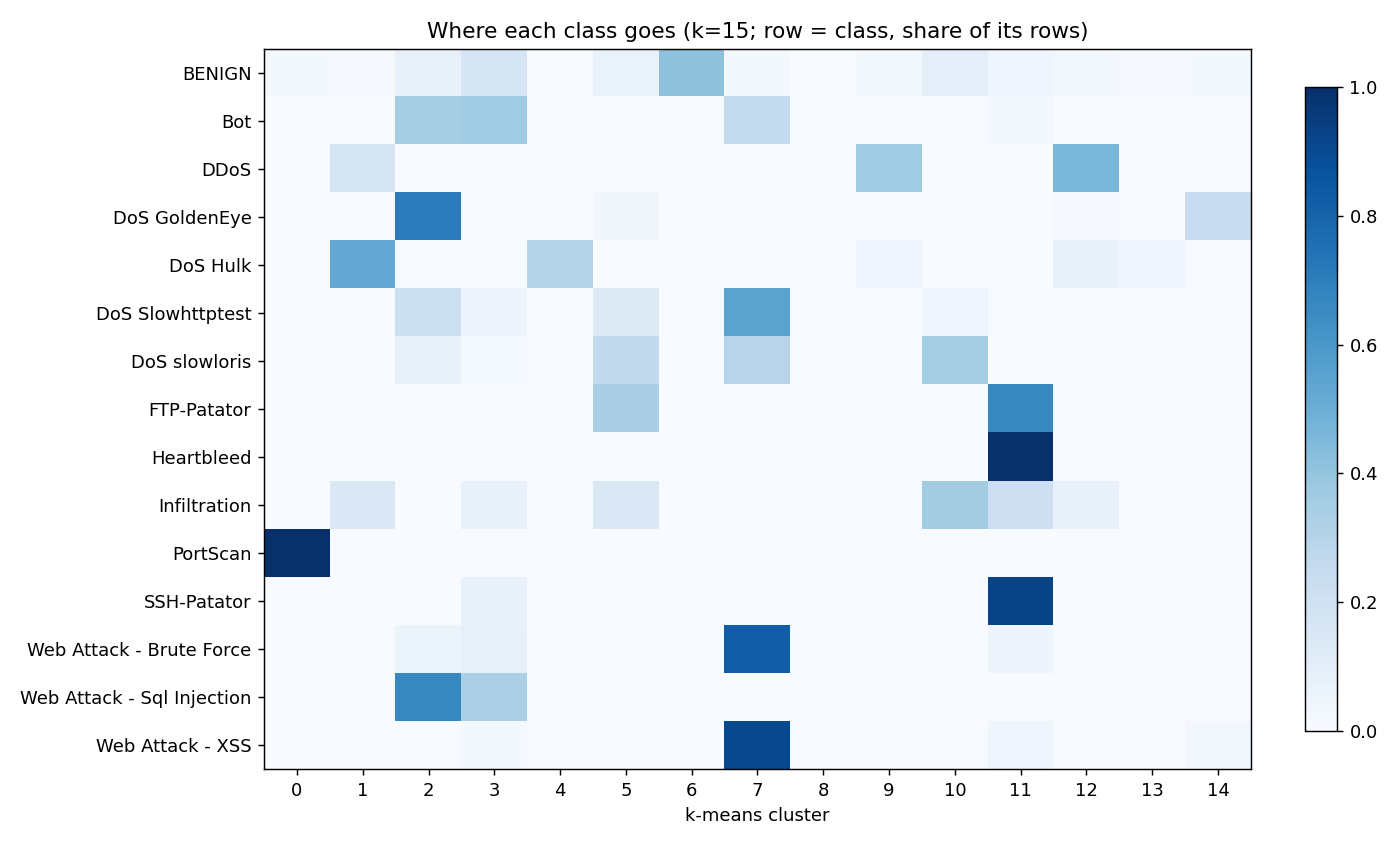 Where each class goes (k=15; row = class, share of its rows)
BENIGN
Bot
DDoS
DoS GoldenEye
DoS Hulk
DoS Slowhttptest
DoS slowloris
FTP-Patator
Heartbleed
Infiltration
PortScan
SSH-Patator
Web Attack - Brute Force
Web Attack - Sql Injection
Web Attack - XSS
0 1 2 3 4 5 6 7 8 9 10 11 12 13 14
k-means cluster
1.0
0.8
0.6
0.4
0.2
0.0